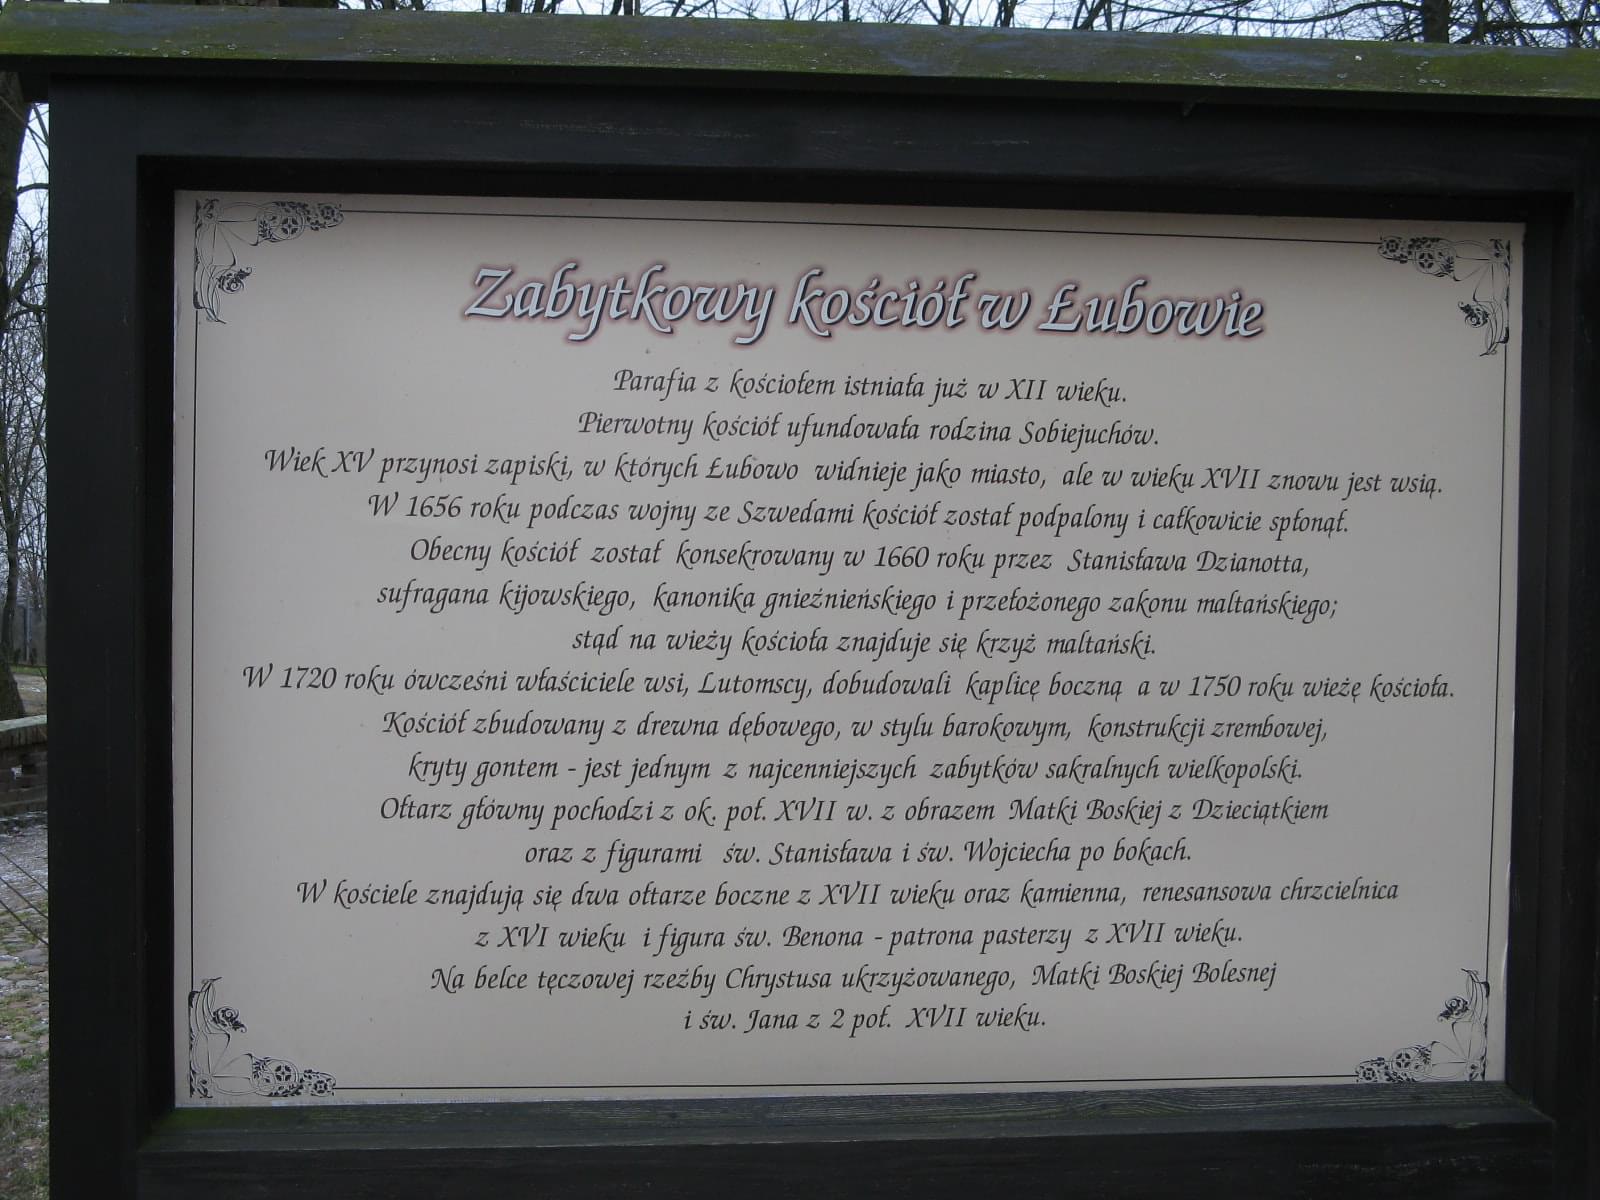 Zabytkowy kościół w Łubowie
Parafia z kościołem istniała już w XII wieku.
Pierwotny kościół ufundowała rodzina Sobiejuchów.
Wiek XV przynosi zapiski, w których Łubowo widnieje jako miasto, ale w wieku XVII znowu jest wsią.
W 1656 roku podczas wojny ze Szwedami kościół został podpalony i całkowicie spłonął.
Obecny kościół został konsekrowany w 1660 roku przez Stanisława Dzianotta,
sufragana kijowskiego, kanonika gnieźnieńskiego i przełożonego zakonu maltańskiego;
stąd na wieży kościoła znajduje się krzyż maltański.
W 1720 roku ówcześni właściciele wsi, Lutomscy, dobudowali kaplicę boczną a w 1750 roku wieżę kościoła.
Kościół zbudowany z drewna dębowego, w stylu barokowym, konstrukcji zrembowej,
kryty gontem - jest jednym z najcenniejszych zabytków sakralnych wielkopolski.
Ołtarz główny pochodzi z ok. poł. XVII w. z obrazem Matki Boskiej z Dzieciątkiem
oraz z figurami św. Stanisława i św. Wojciecha po bokach.
W kościele znajdują się dwa ołtarze boczne z XVII wieku oraz kamienna, renesansowa chrzcielnica
z XVI wieku i figura św. Benona - patrona pasterzy z XVII wieku.
Na belce tęczowej rzeźby Chrystusa ukrzyżowanego, Matki Boskiej Bolesnej
i św. Jana z 2 poł. XVII wieku.